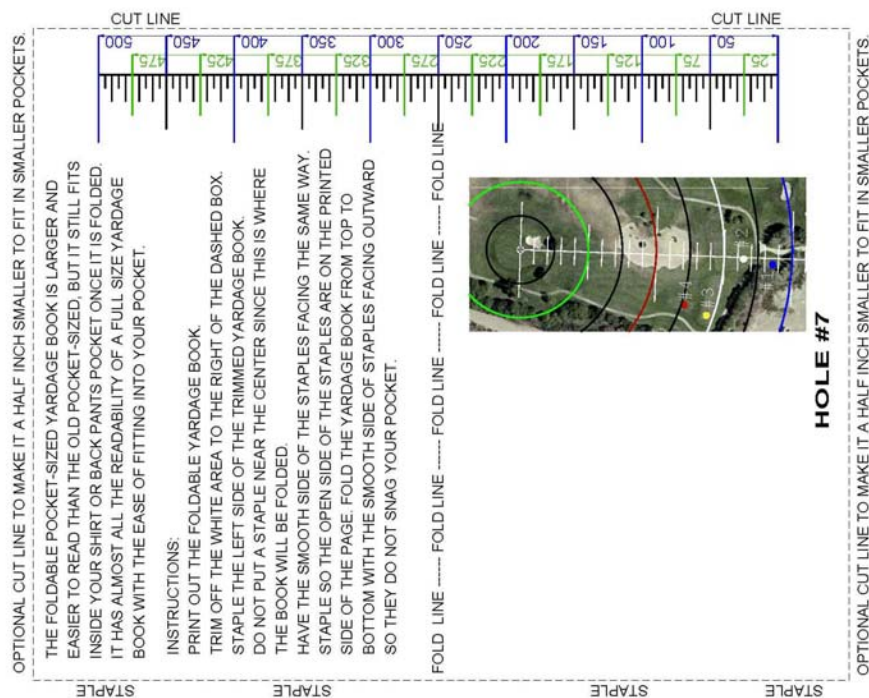 OPTIONAL CUT LINE TO MAKE IT A HALF INCH SMALLER TO FIT IN SMALLER POCKETS.
THE FOLDABLE POCKET-SIZED YARDAGE BOOK IS LARGER AND
EASIER TO READ THAN THE OLD POCKET-SIZED, BUT IT STILL FITS
INSIDE YOUR SHIRT OR BACK PANTS POCKET ONCE IT IS FOLDED.
IT HAS ALMOST ALL THE READABILITY OF A FULL SIZE YARDAGE
BOOK WITH THE EASE OF FITTING INTO YOUR POCKET.
INSTRUCTIONS:
PRINT OUT THE FOLDABLE YARDAGE BOOK.
TRIM OFF THE WHITE AREA TO THE RIGHT OF THE DASHED BOX.
STAPLE THE LEFT SIDE OF THE TRIMMED YARDAGE BOOK.
DO NOT PUT A STAPLE NEAR THE CENTER SINCE THIS IS WHERE
THE BOOK WILL BE FOLDED.
HAVE THE SMOOTH SIDE OF THE STAPLES FACING THE SAME WAY.
STAPLE SO THE OPEN SIDE OF THE STAPLES ARE ON THE PRINTED
SIDE OF THE PAGE. FOLD THE YARDAGE BOOK FROM TOP TO
BOTTOM WITH THE SMOOTH SIDE OF STAPLES FACING OUTWARD
SO THEY DO NOT SNAG YOUR POCKET.
FOLD LINE ------ FOLD LINE ------ FOLD LINE ------ FOLD LINE ------ FOLD LINE
#4
#3
#2
#1
HOLE #7
OPTIONAL CUT LINE TO MAKE IT A HALF INCH SMALLER TO FIT IN SMALLER POCKETS.
CUT LINE
CUT LINE
500
475
450
425
400
375
350
325
300
275
250
225
200
175
150
125
100
75
50
25
STAPLE
STAPLE
STAPLE
STAPLE